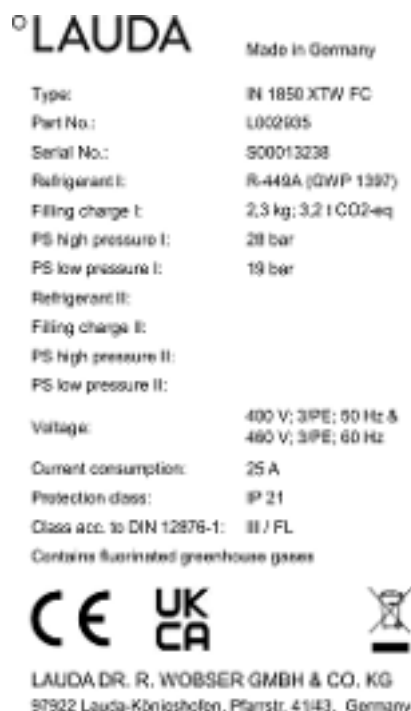 °LAUDA
Made in Germany
Type: IN 1850 XTW FC
Part No.: L002935
Serial No.: S00013238
Refrigerant I: R-449A (GWP 1397)
Filling charge I: 2,3 kg; 3,2 t CO2-eq
PS high pressure I: 28 bar
PS low pressure I: 19 bar
Refrigerant II:
Filling charge II:
PS high pressure II:
PS low pressure II:
Voltage: 400 V; 3/PE; 50 Hz &
460 V; 3/PE; 60 Hz
Current consumption: 25 A
Protection class: IP 21
Class acc. to DIN 12876-1: III / FL
Contains fluorinated greenhouse gases
CE UK
CA
LAUDA DR. R. WOBSER GMBH & CO. KG
97922 Lauda-Königshofen, Pfarrstr. 41/43, Germany